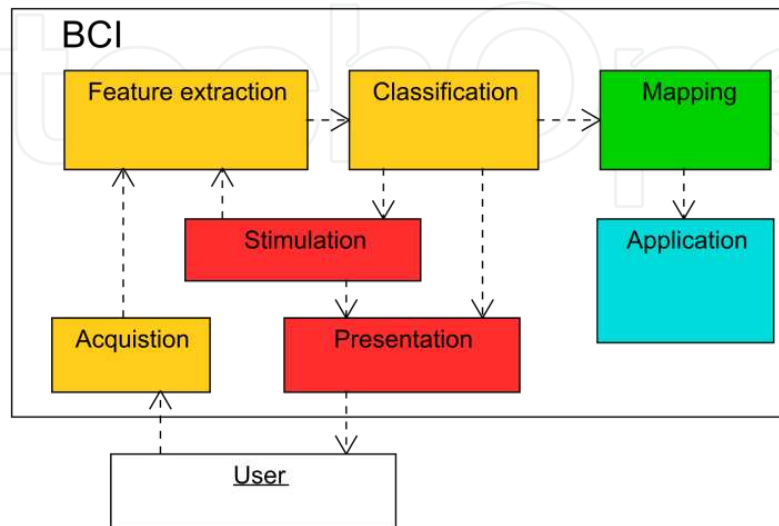 BCI
Feature extraction
Classification
Mapping
Stimulation
Application
Acquistion
Presentation
User